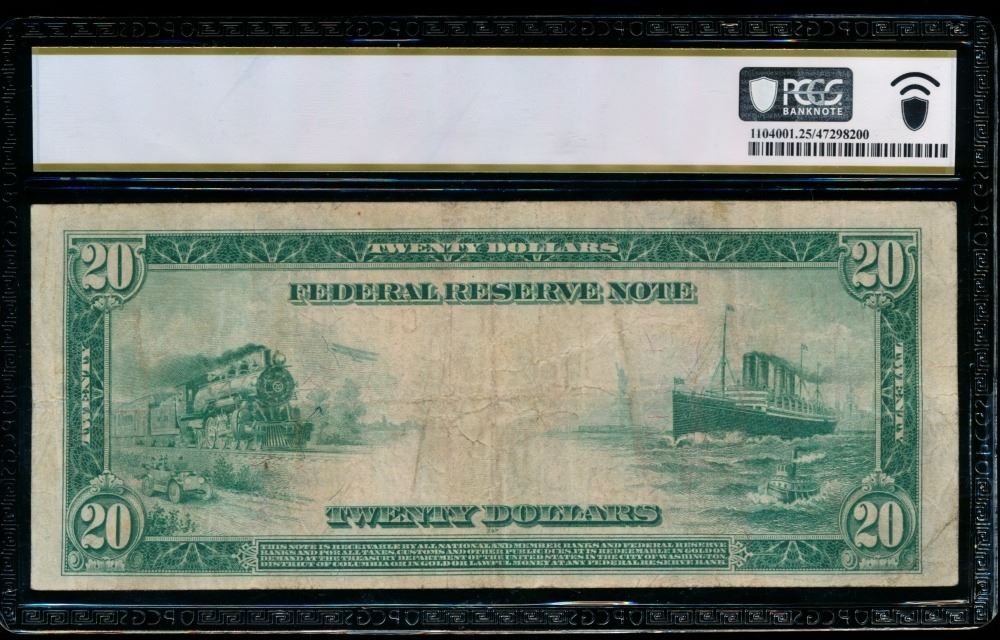 PCGS
BANKNOTE
1104001.25/47298200
20 TWENTY DOLLARS 20
FEDERAL RESERVE NOTE
TWENTY TWENTY
TWENTY DOLLARS
20 20
THIS NOTE IS RECEIVABLE BY ALL NATIONAL AND MEMBER BANKS AND FEDERAL RESERVE
BANKS AND FOR ALL TAXES, CUSTOMS AND OTHER PUBLIC DUES. IT IS REDEEMABLE IN GOLD ON
DEMAND AT THE TREASURY DEPARTMENT OF THE UNITED STATES IN THE CITY OF WASHINGTON,
DISTRICT OF COLUMBIA OR IN GOLD OR LAWFUL MONEY AT ANY FEDERAL RESERVE BANK.